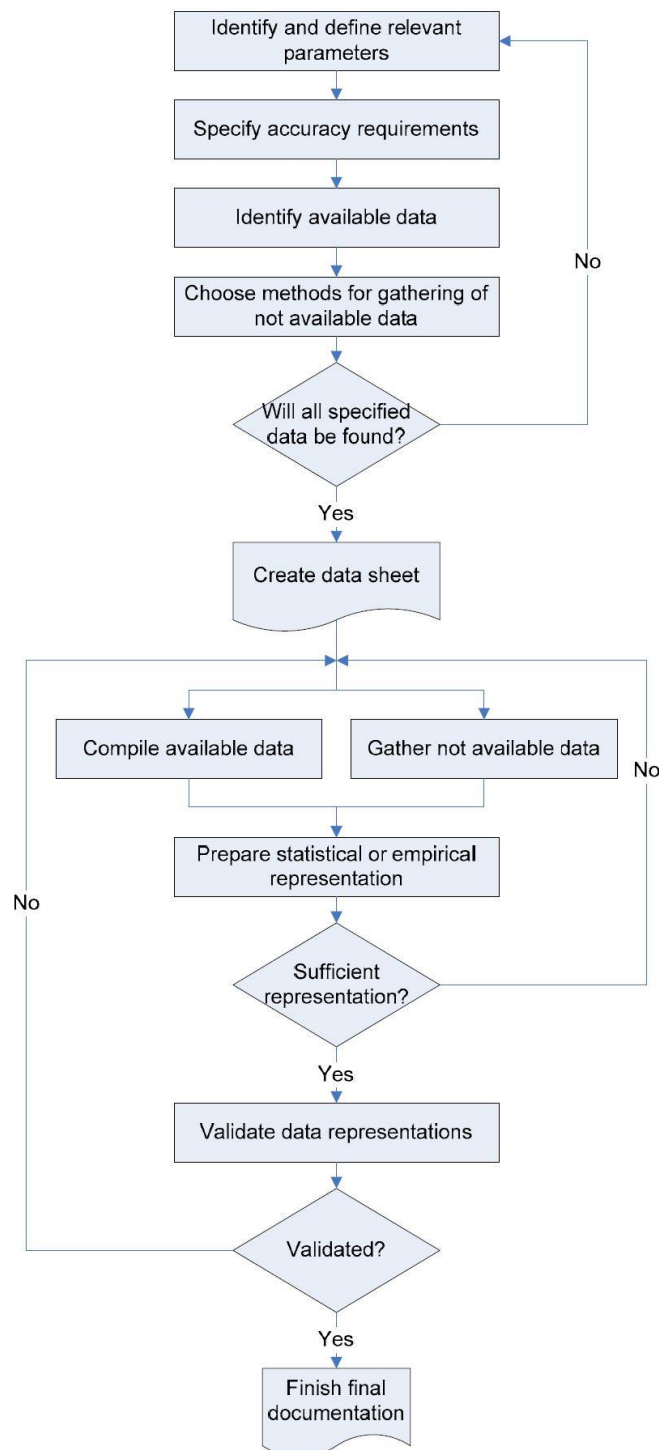 Identify and define relevant
parameters
Specify accuracy requirements
Identify available data
No
Choose methods for gathering of
not available data
Will all specified
data be found?
Yes
Create data sheet
Compile available data
Gather not available data
No
Prepare statistical or empirical
representation
No
Sufficient
representation?
Yes
Validate data representations
Validated?
Yes
Finish final
documentation